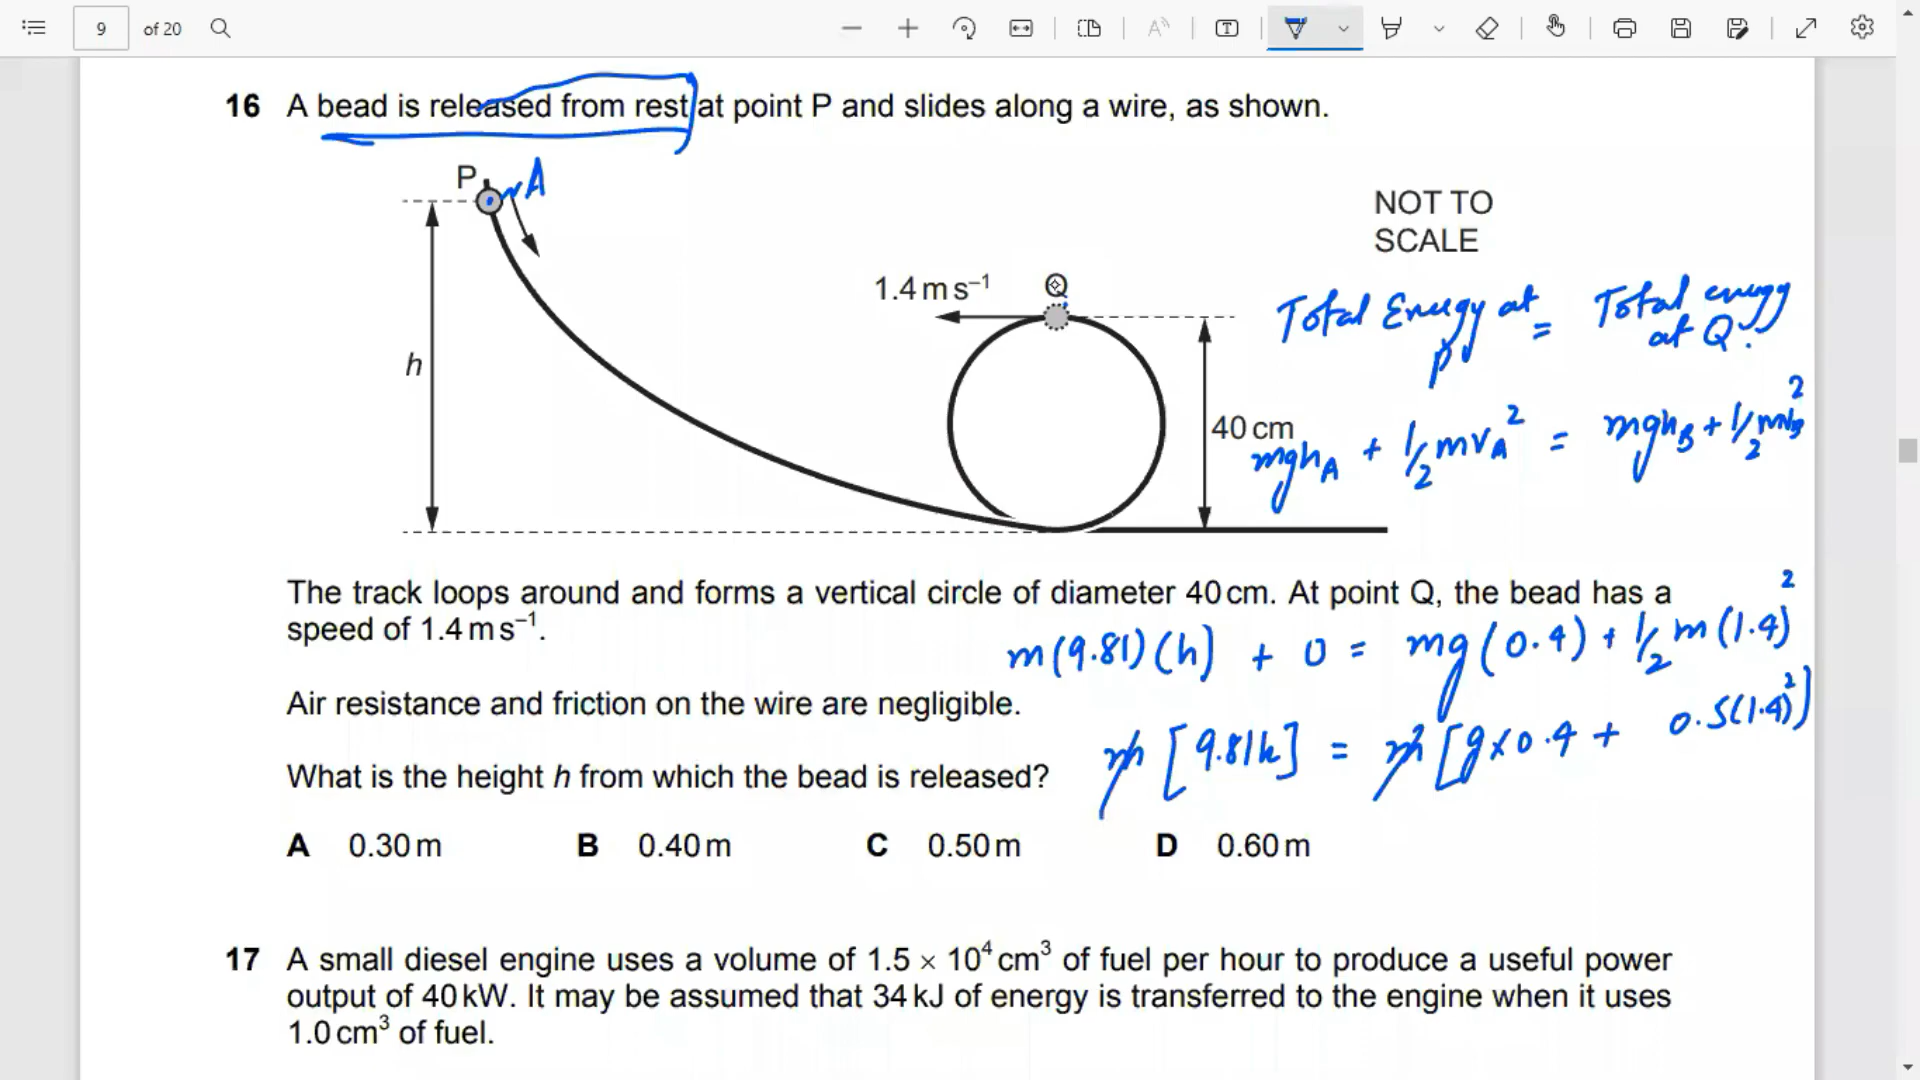 9 of 20
16 A bead is released from rest at point P and slides along a wire, as shown.
P
A
NOT TO
SCALE
1.4 m s⁻¹
Q
h
40 cm
Total Energy at P = Total energy at Q.
mgh_A + 1/2 mv_A² = mgh_B + 1/2 mv_B²
The track loops around and forms a vertical circle of diameter 40 cm. At point Q, the bead has a
speed of 1.4 m s⁻¹.
m(9.81)(h) + 0 = mg(0.4) + 1/2 m(1.4)²
Air resistance and friction on the wire are negligible.
m[9.81h] = m[g×0.4 + 0.5(1.4)²]
What is the height h from which the bead is released?
A 0.30 m B 0.40 m C 0.50 m D 0.60 m
17 A small diesel engine uses a volume of 1.5 × 10⁴ cm³ of fuel per hour to produce a useful power
output of 40 kW. It may be assumed that 34 kJ of energy is transferred to the engine when it uses
1.0 cm³ of fuel.